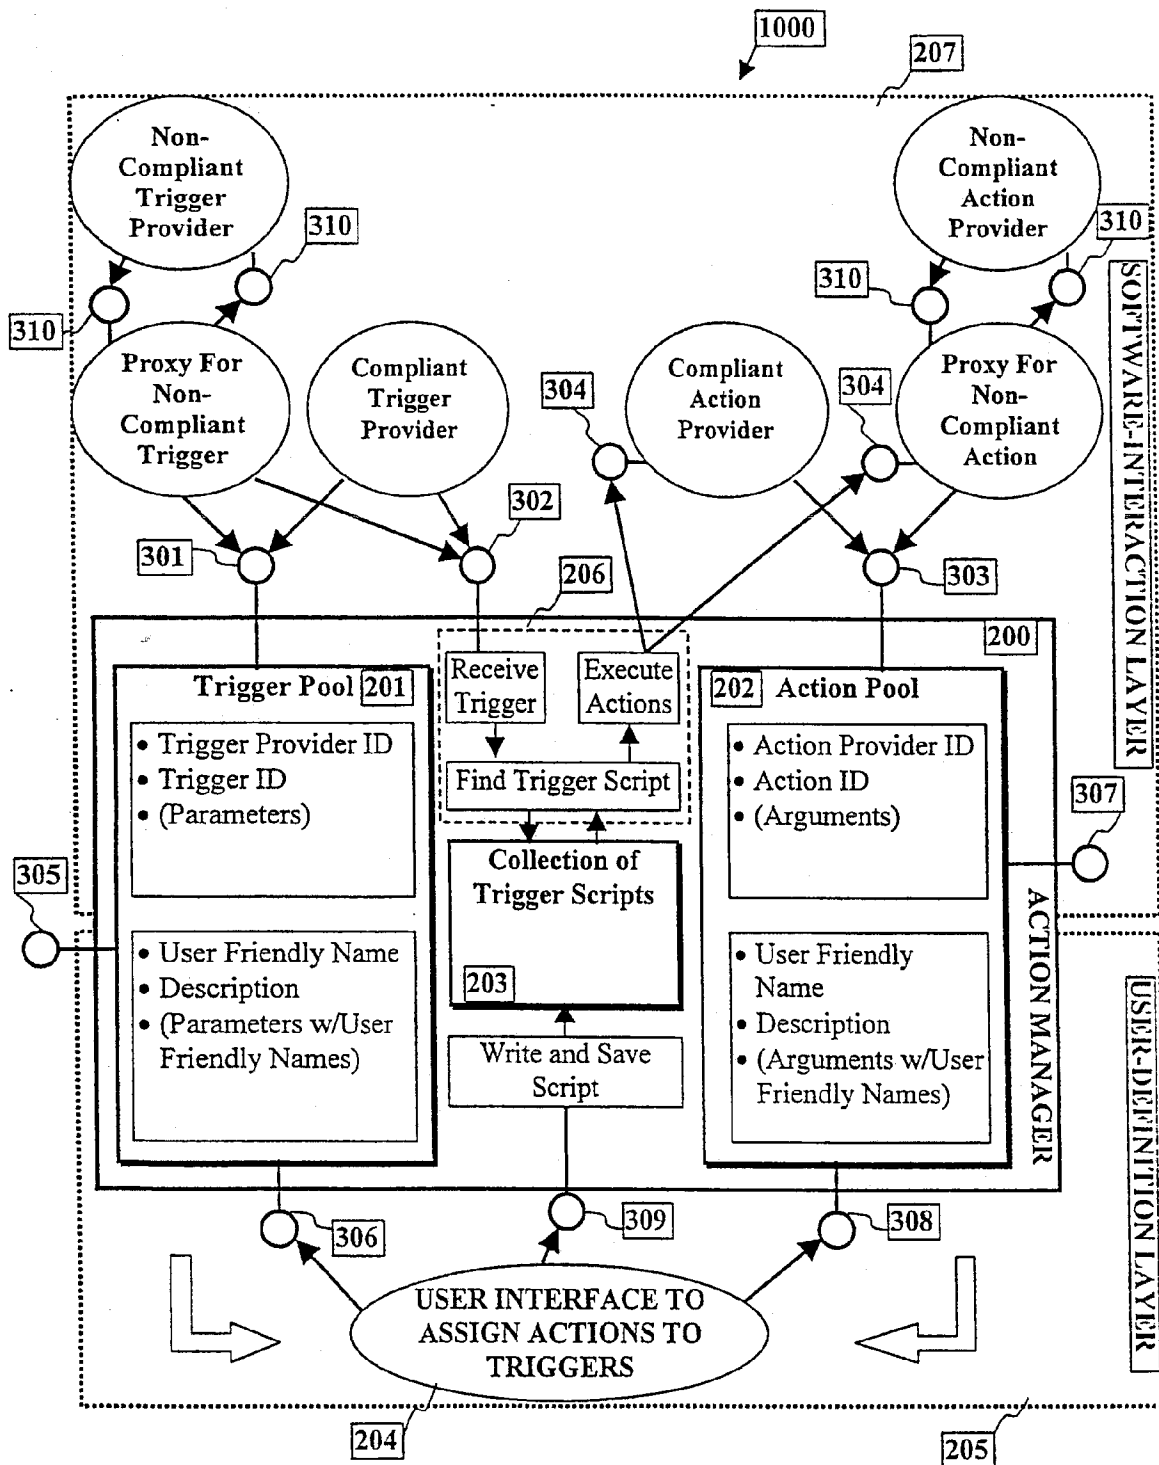 1000
207
Non-
Compliant
Trigger
Provider
Non-
Compliant
Action
Provider
310
310
310
310
Proxy For
Non-
Compliant
Trigger
Compliant
Trigger
Provider
304
Compliant
Action
Provider
304
Proxy For
Non-
Compliant
Action
SOFTWARE-INTERACTION LAYER
301
302
303
206
200
Trigger Pool 201
Receive
Trigger
Execute
Actions
202 Action Pool
• Trigger Provider ID
• Trigger ID
• (Parameters)
Find Trigger Script
• Action Provider ID
• Action ID
• (Arguments)
307
305
Collection of
Trigger Scripts
203
• User Friendly Name
• Description
• (Parameters w/User
Friendly Names)
• User Friendly
Name
• Description
• (Arguments w/User
Friendly Names)
ACTION MANAGER
Write and Save
Script
USER-DEFINITION LAYER
306
309
308
USER INTERFACE TO
ASSIGN ACTIONS TO
TRIGGERS
204
205